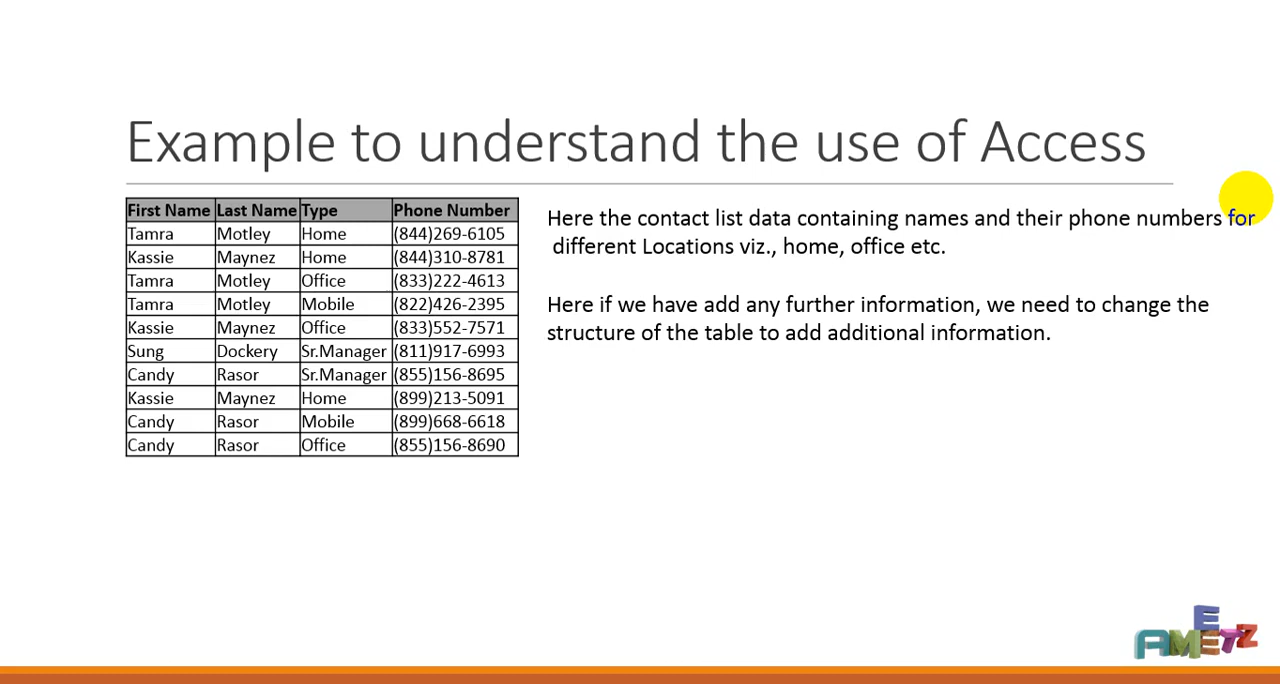 Example to understand the use of Access
First Name Last Name Type Phone Number
Tamra Motley Home (844)269-6105
Kassie Maynez Home (844)310-8781
Tamra Motley Office (833)222-4613
Tamra Motley Mobile (822)426-2395
Kassie Maynez Office (833)552-7571
Sung Dockery Sr.Manager (811)917-6993
Candy Rasor Sr.Manager (855)156-8695
Kassie Maynez Home (899)213-5091
Candy Rasor Mobile (899)668-6618
Candy Rasor Office (855)156-8690
Here the contact list data containing names and their phone numbers for
different Locations viz., home, office etc.
Here if we have add any further information, we need to change the
structure of the table to add additional information.
E
AMETZ